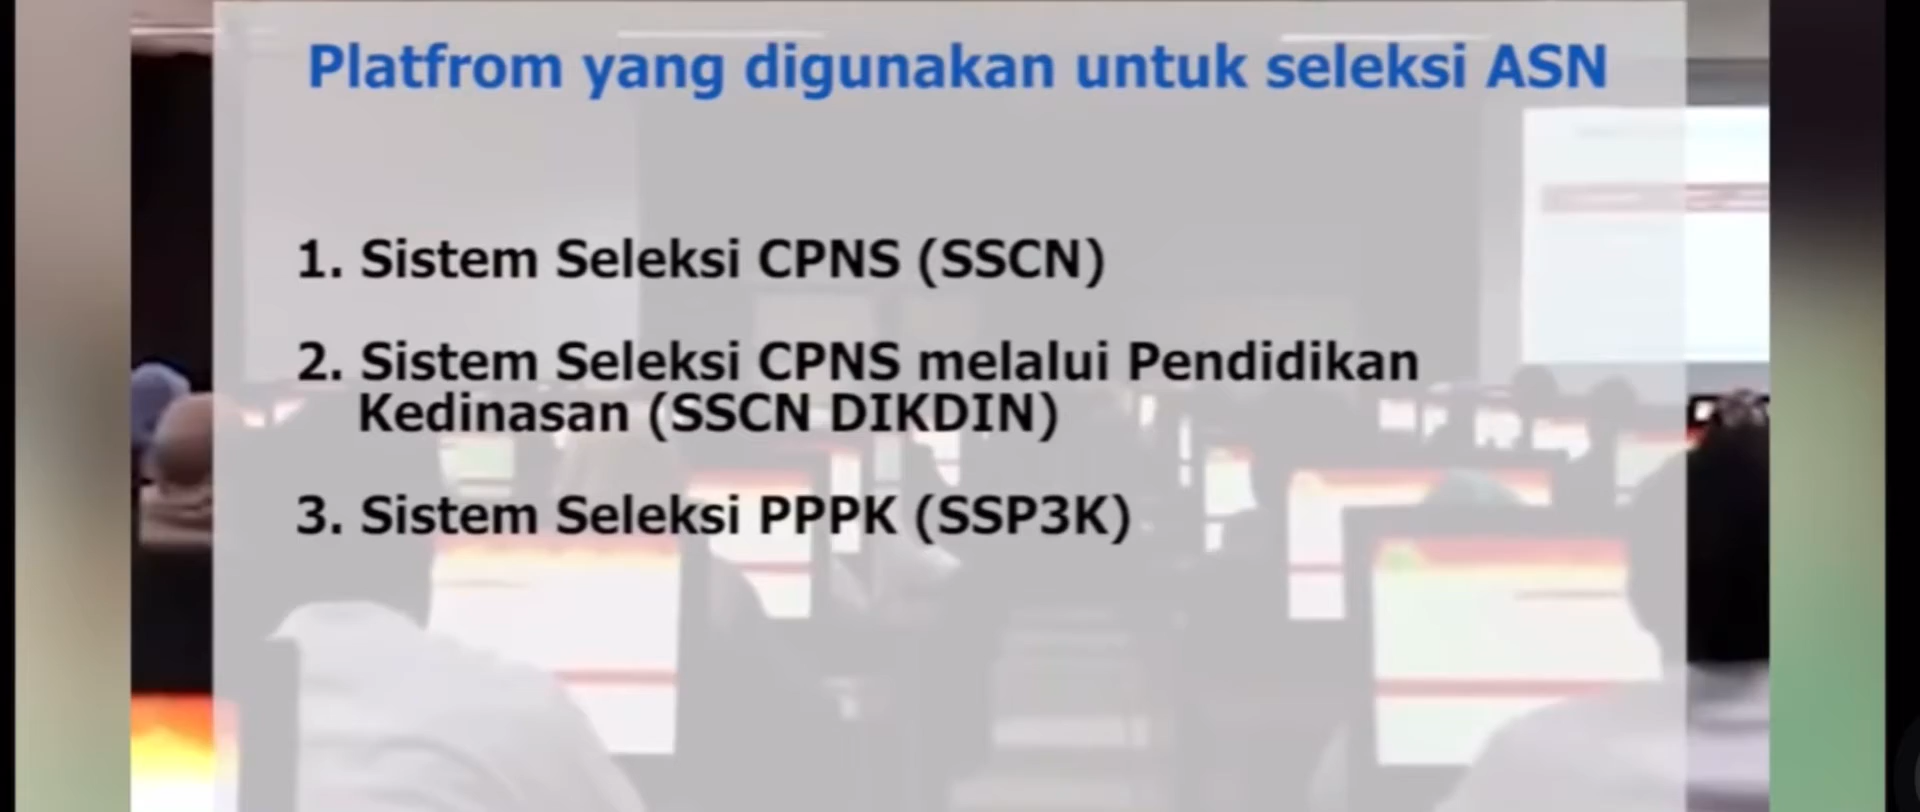 Platfrom yang digunakan untuk seleksi ASN
1. Sistem Seleksi CPNS (SSCN)
2. Sistem Seleksi CPNS melalui Pendidikan
Kedinasan (SSCN DIKDIN)
3. Sistem Seleksi PPPK (SSP3K)